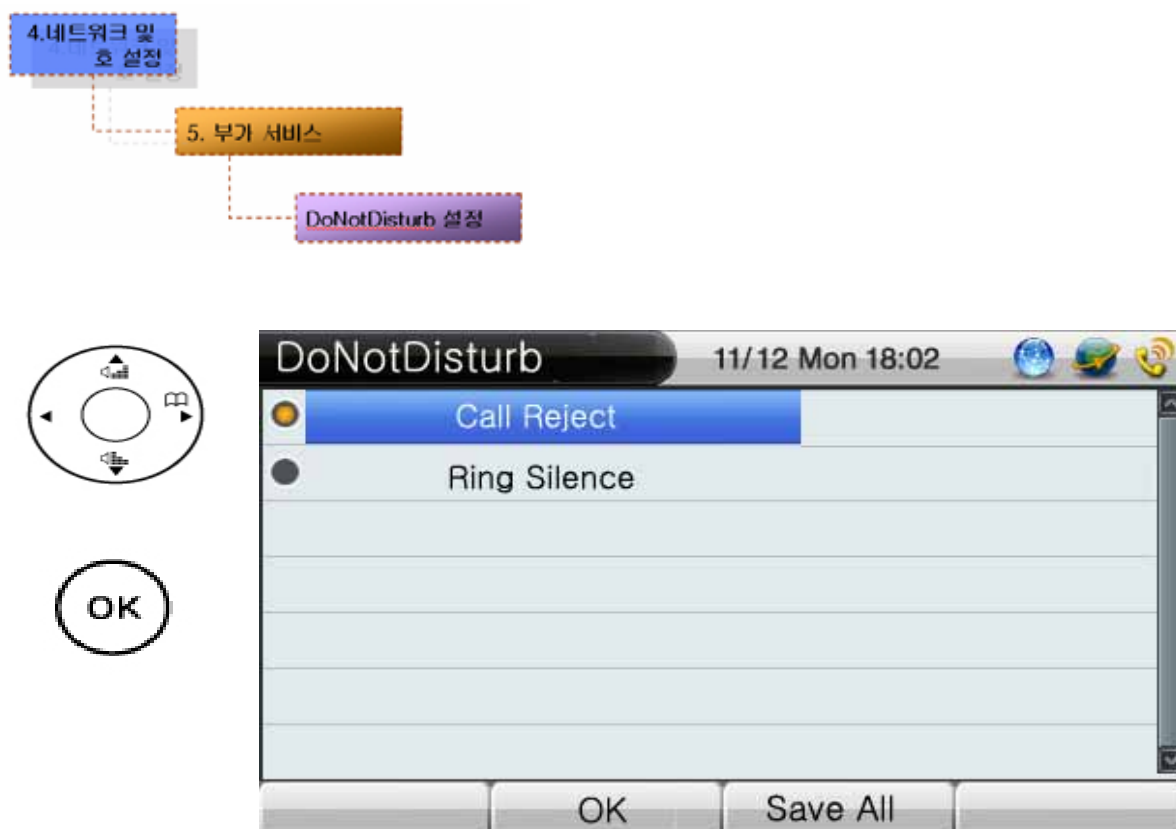 4.네트워크 및
호 설정
5. 부가 서비스
DoNotDisturb 설정
DoNotDisturb
11/12 Mon 18:02
Call Reject
Ring Silence
OK
OK
Save All